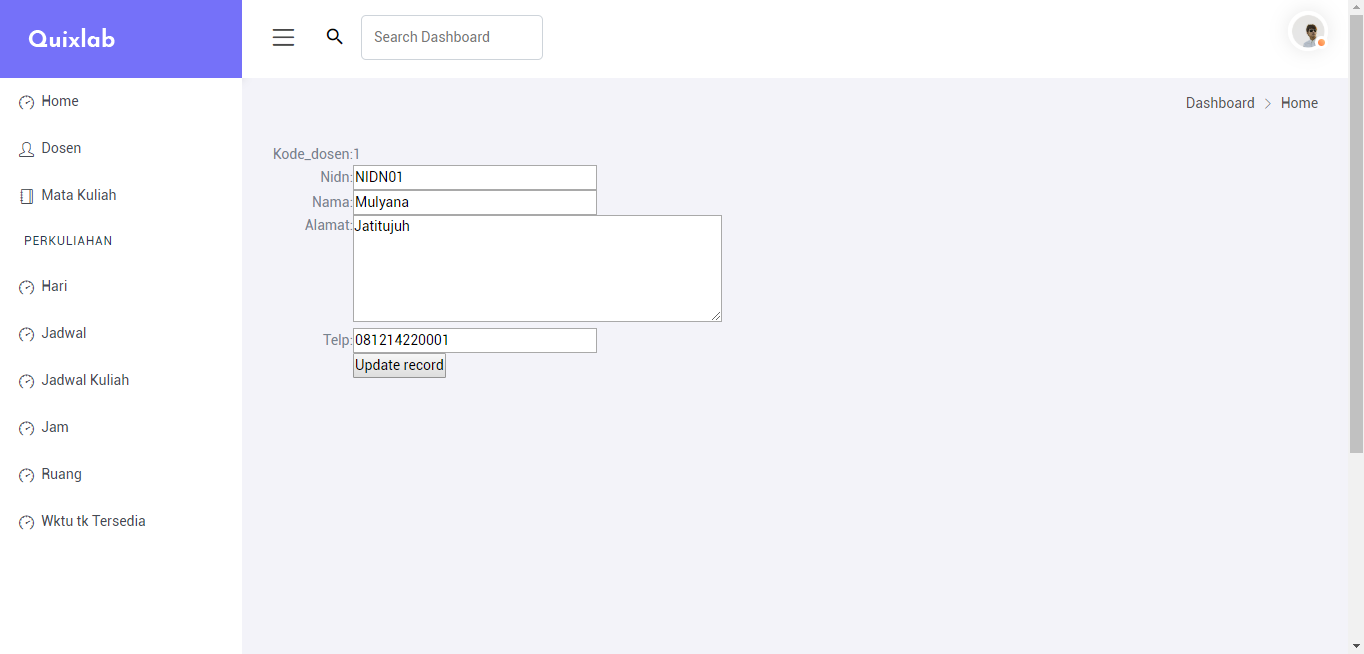 Quixlab
Search Dashboard
Home
Dosen
Mata Kuliah
PERKULIAHAN
Hari
Jadwal
Jadwal Kuliah
Jam
Ruang
Wktu tk Tersedia
Dashboard > Home
Kode_dosen:1
Nidn:NIDN01
Nama:Mulyana
Alamat:Jatitujuh
Telp:081214220001
Update record